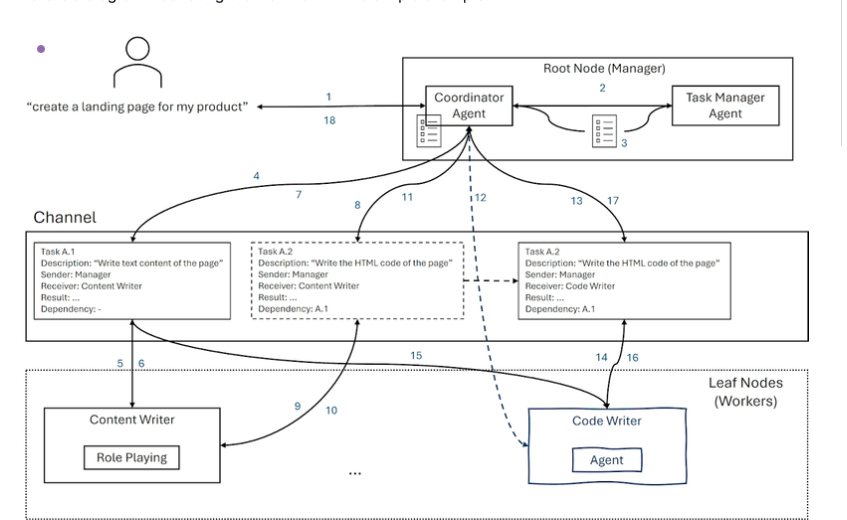 Root Node (Manager)
1
2
"create a landing page for my product"
Coordinator
Agent
Task Manager
Agent
18
3
4
7
8
11
12
13
17
Channel
Task A.1
Description: "Write text content of the page"
Sender: Manager
Receiver: Content Writer
Result: ...
Dependency: -
Task A.2
Description: "Write the HTML code of the page"
Sender: Manager
Receiver: Content Writer
Result: ...
Dependency: A.1
Task A.2
Description: "Write the HTML code of the page"
Sender: Manager
Receiver: Code Writer
Result: ...
Dependency: A.1
5
6
15
14
16
Leaf Nodes
(Workers)
9
10
Content Writer
Role Playing
...
Code Writer
Agent